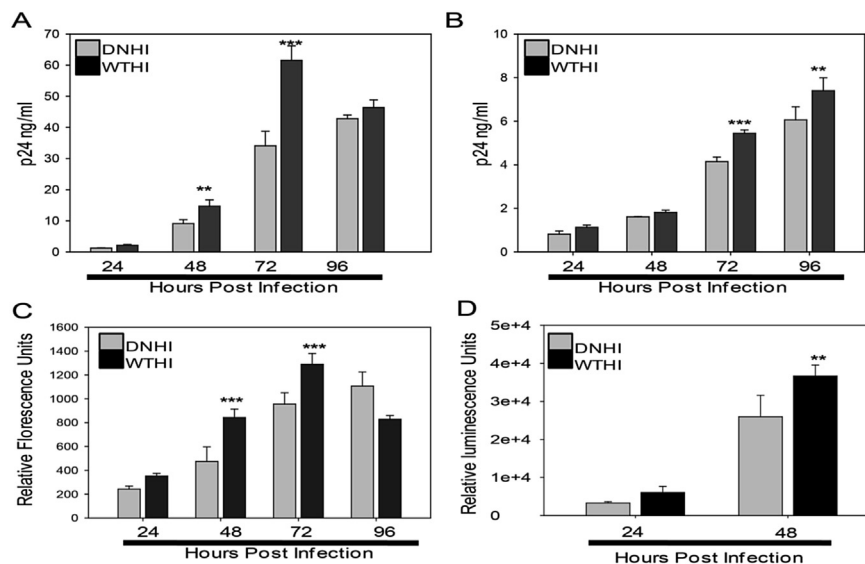 A
70
60
50
40
30
20
10
0
p24 ng/ml
DNHI
WTHI
**
***
24 48 72 96
Hours Post Infection
B
10
8
6
4
2
0
p24 ng/ml
DNHI
WTHI
***
**
24 48 72 96
Hours Post Infection
C
1600
1400
1200
1000
800
600
400
200
0
Relative Florescence Units
DNHI
WTHI
***
***
24 48 72 96
Hours Post Infection
D
5e+4
4e+4
3e+4
2e+4
1e+4
0
Relative luminescence Units
DNHI
WTHI
**
24 48
Hours Post Infection